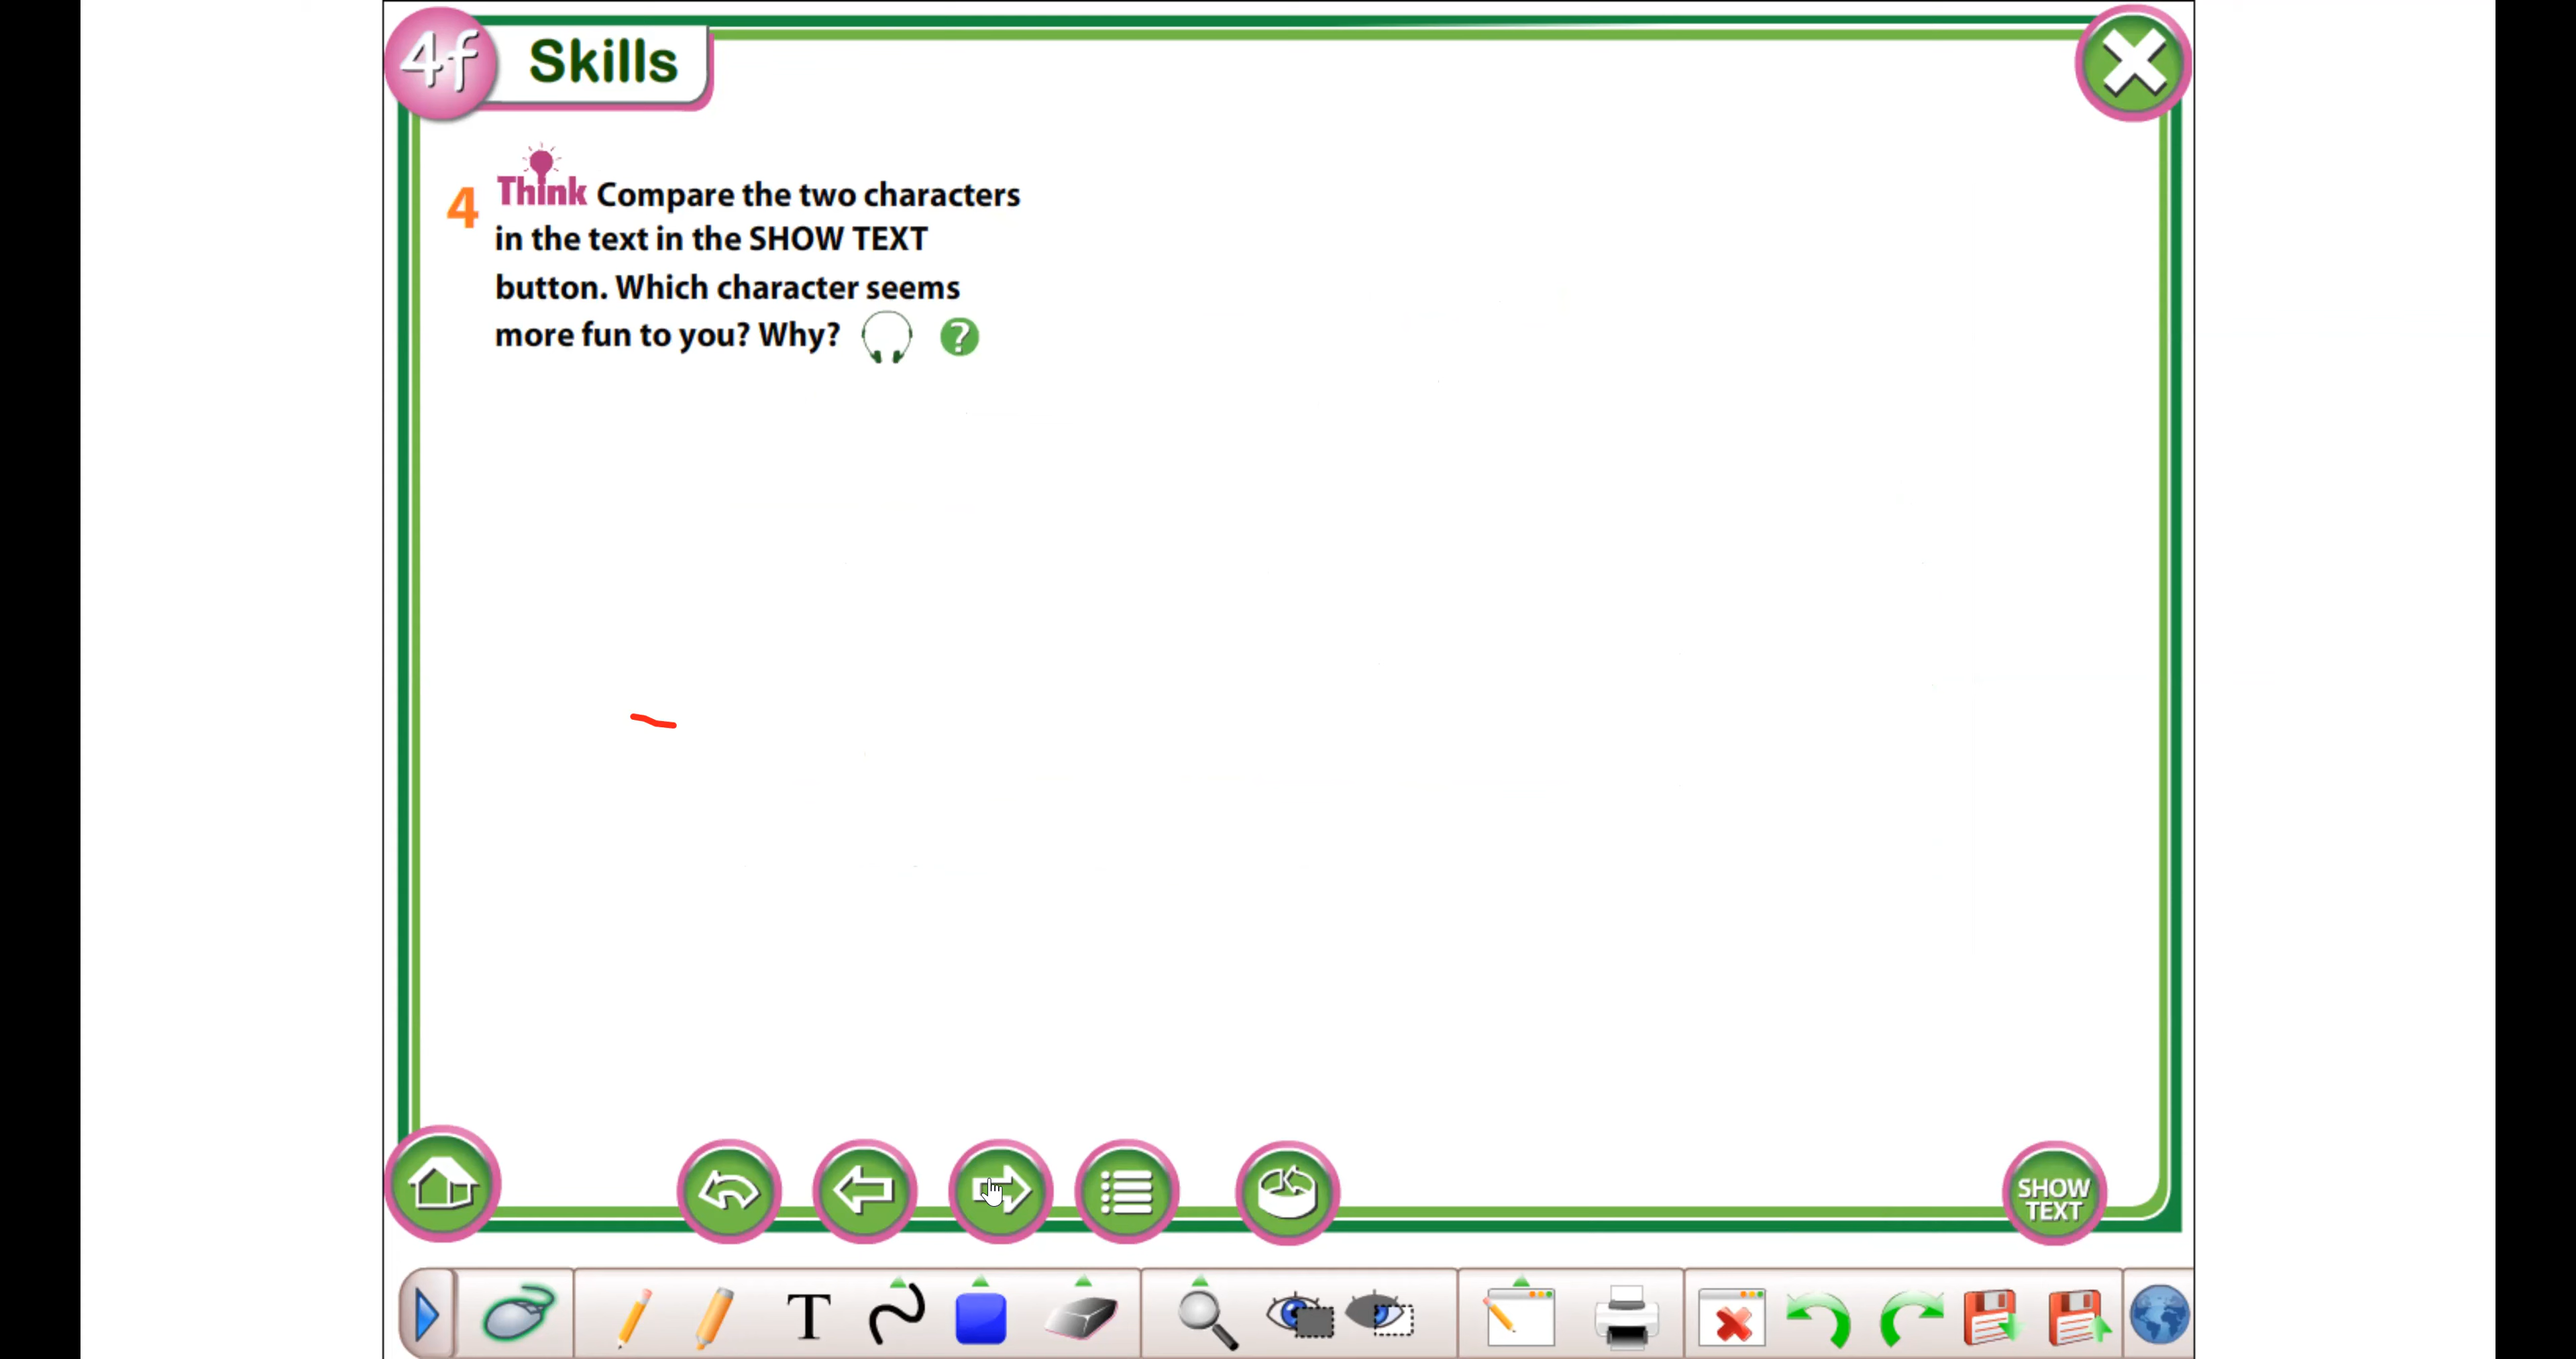 4f Skills
4 Think Compare the two characters
in the text in the SHOW TEXT
button. Which character seems
more fun to you? Why? ?
SHOW
TEXT
T